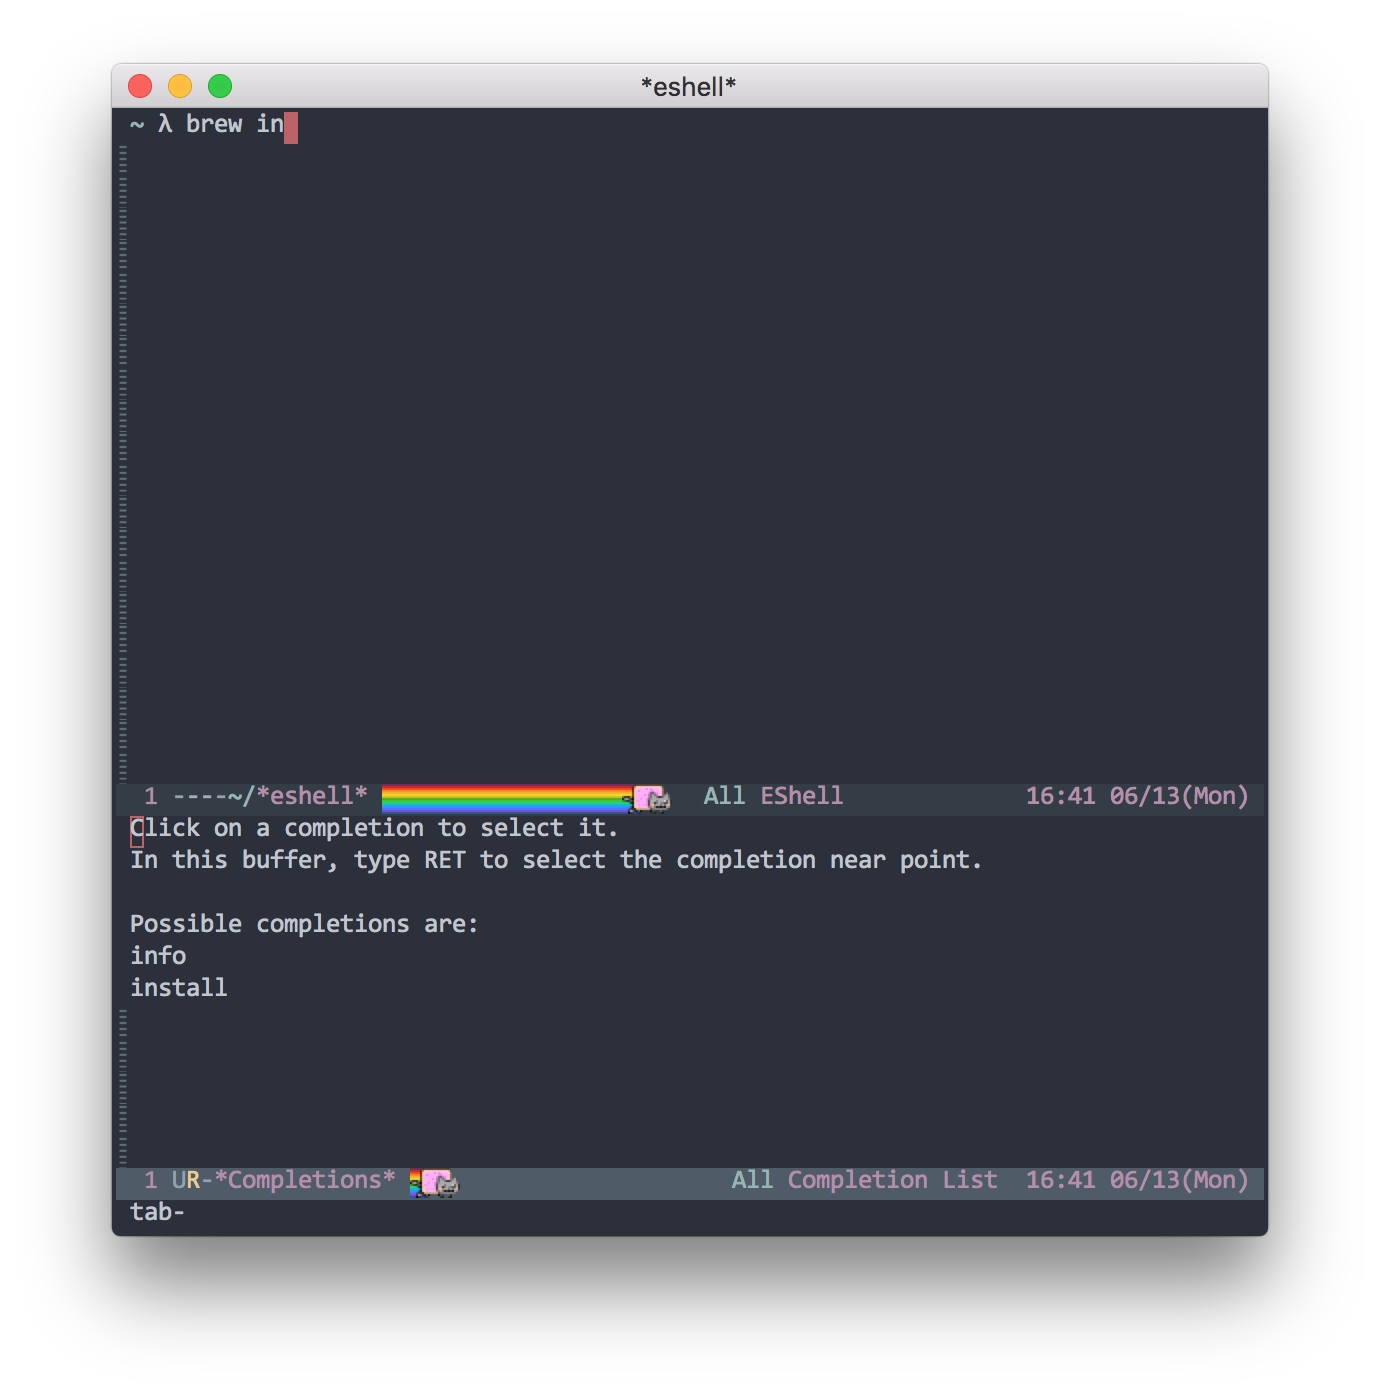 *eshell*
~ λ brew in
1 ----~/*eshell* All EShell 16:41 06/13(Mon)
Click on a completion to select it.
In this buffer, type RET to select the completion near point.
Possible completions are:
info
install
1 UR-*Completions* All Completion List 16:41 06/13(Mon)
tab-